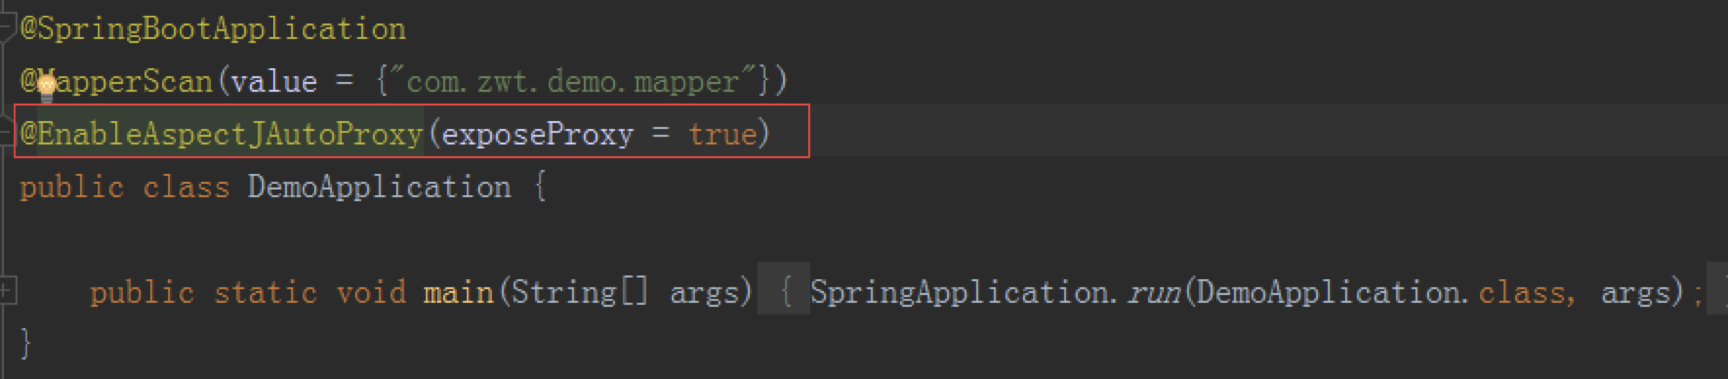 @SpringBootApplication
@MapperScan(value = {"com.zwt.demo.mapper"})
@EnableAspectJAutoProxy(exposeProxy = true)
public class DemoApplication {
public static void main(String[] args) { SpringApplication.run(DemoApplication.class, args); }
}